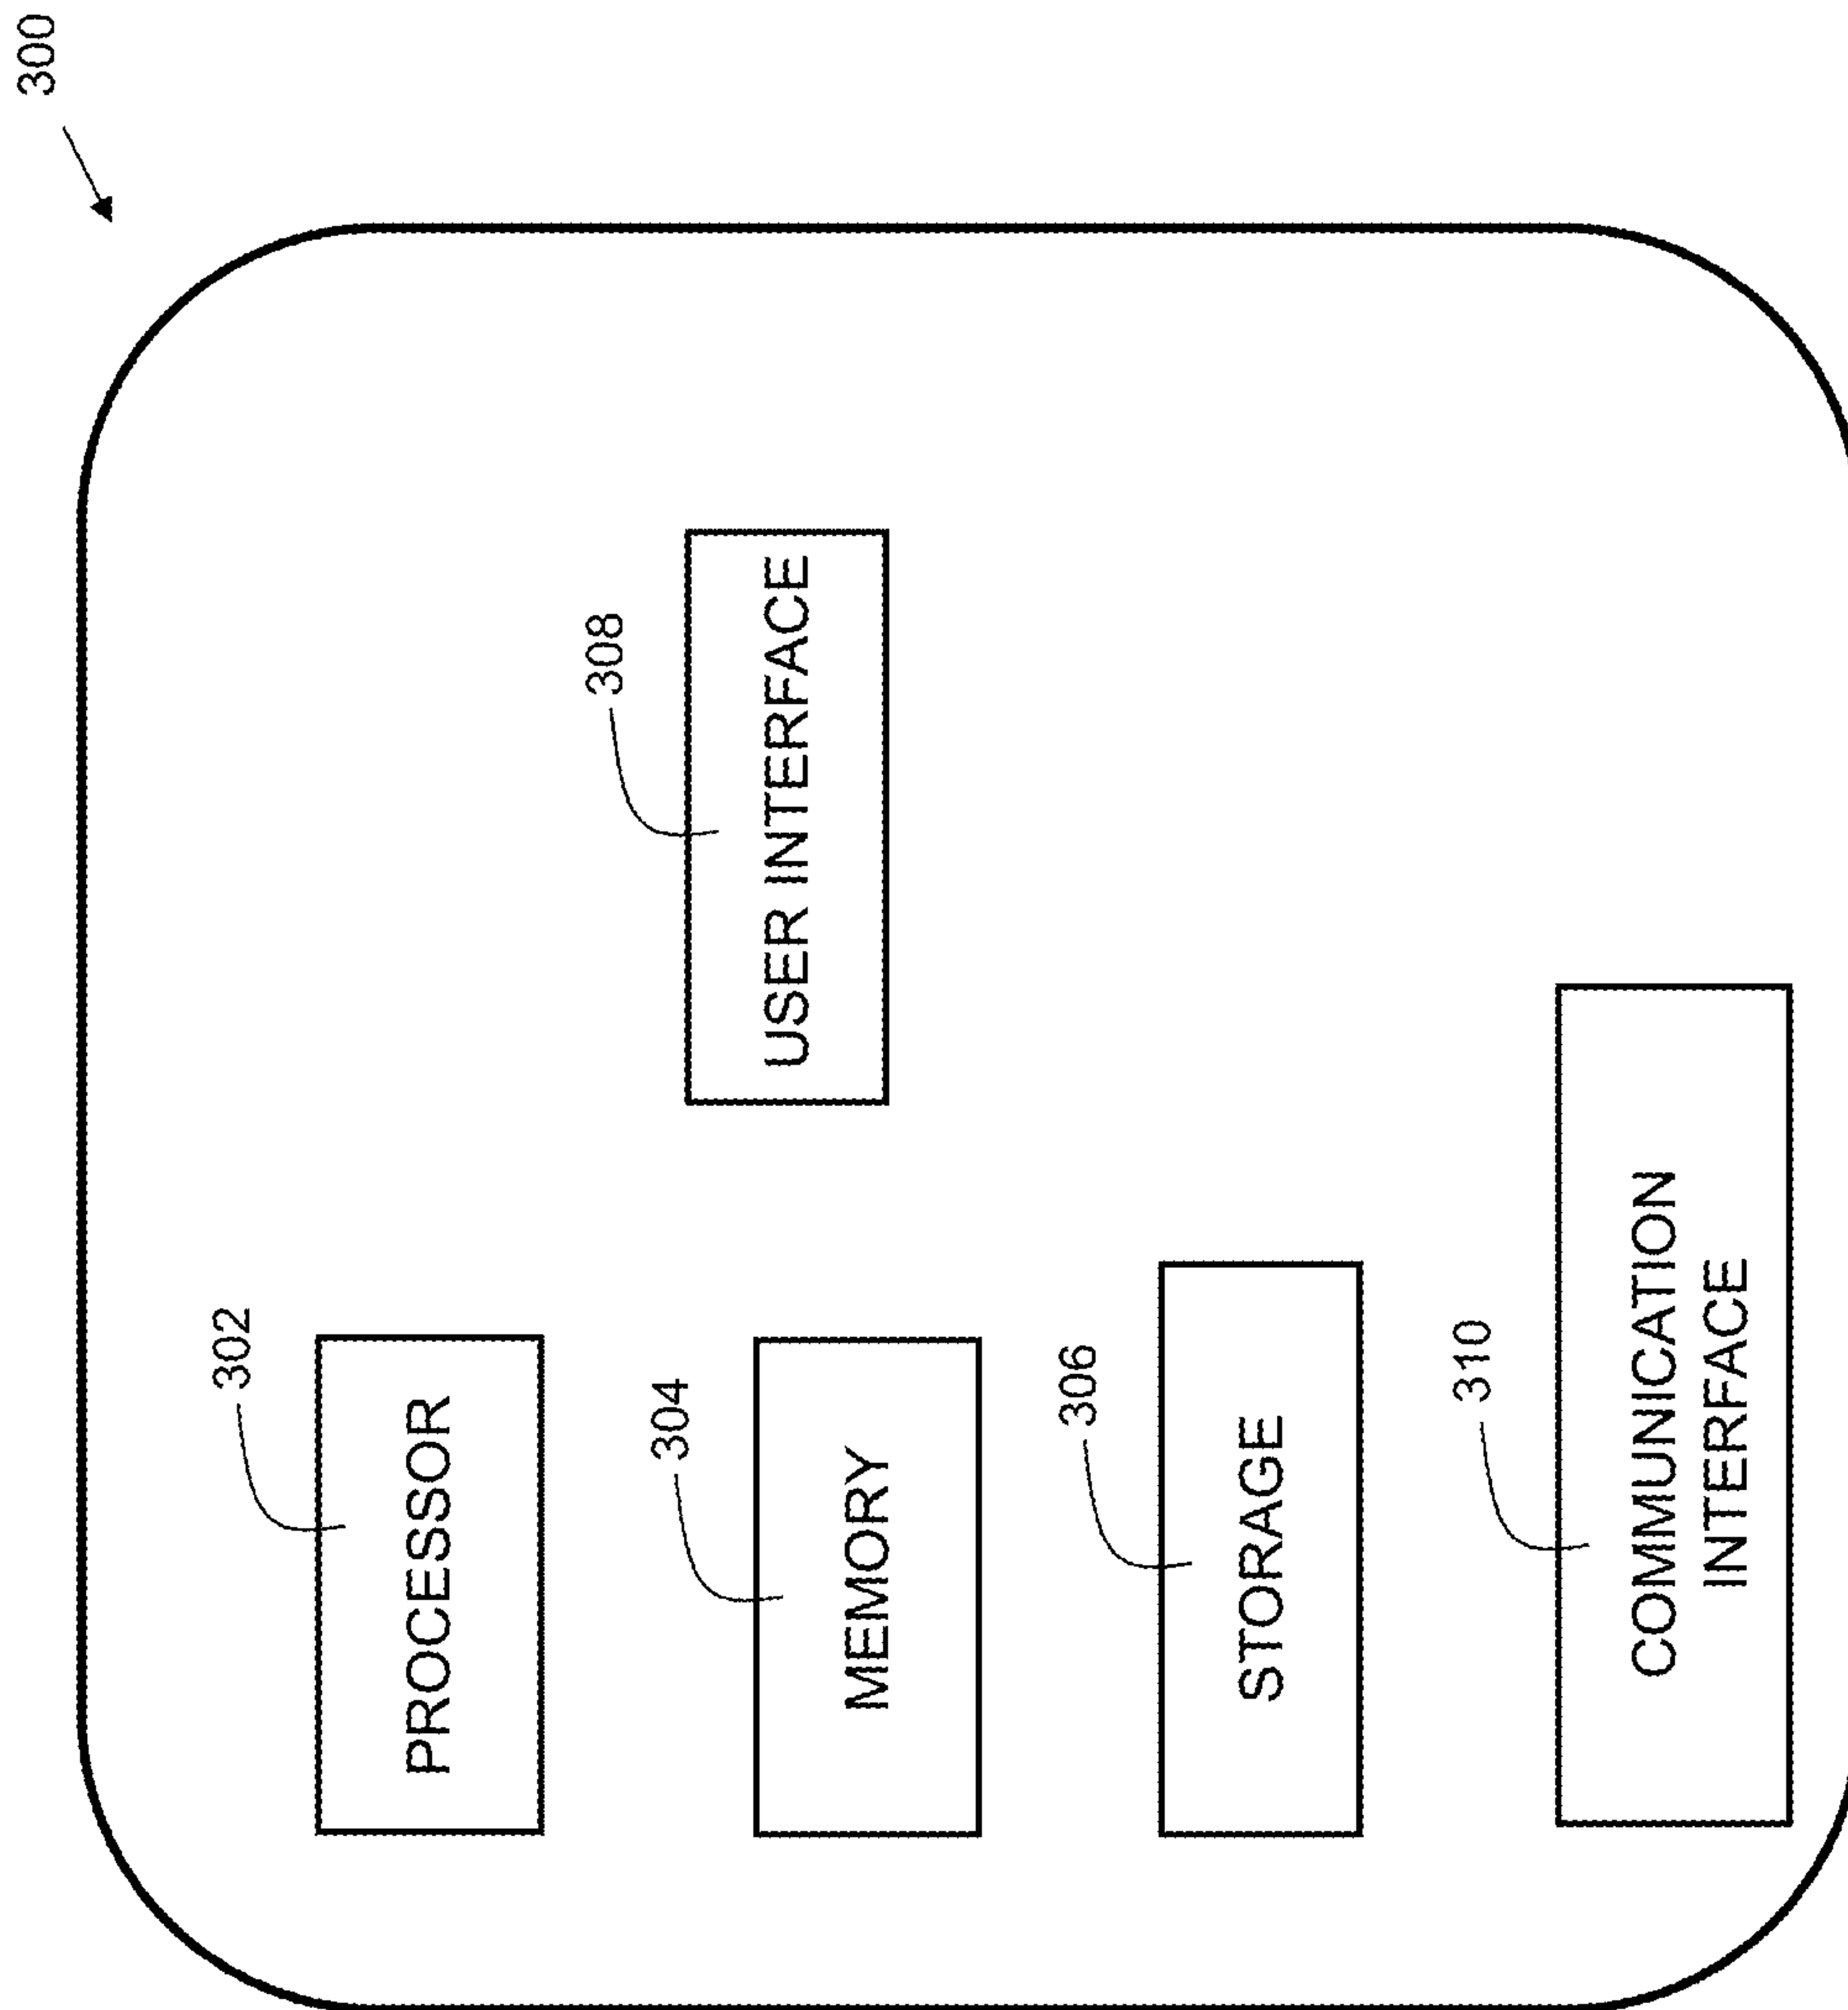 300
302
PROCESSOR
304
MEMORY
306
STORAGE
308
USER INTERFACE
310
COMMUNICATION
INTERFACE